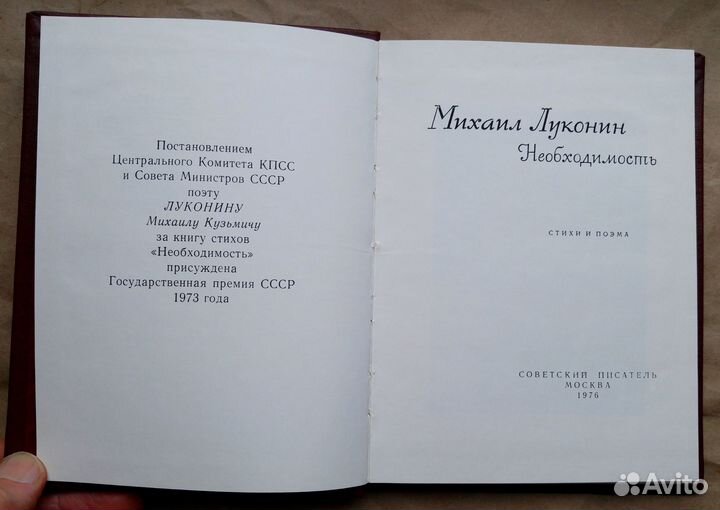 Постановлением
Центрального Комитета КПСС
и Совета Министров СССР
поэту
ЛУКОНИНУ
Михаилу Кузьмичу
за книгу стихов
«Необходимость»
присуждена
Государственная премия СССР
1973 года
Михаил Луконин
Необходимость
СТИХИ И ПОЭМА
СОВЕТСКИЙ ПИСАТЕЛЬ
МОСКВА
1976
Avito